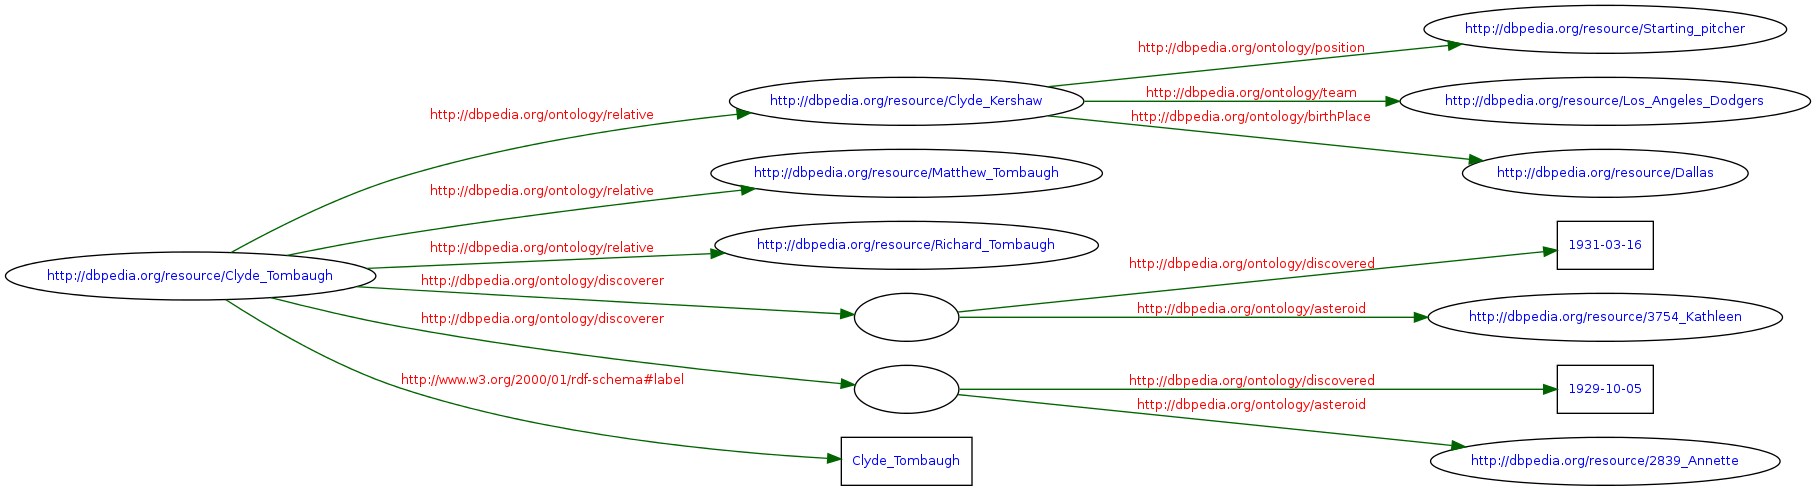 http://dbpedia.org/resource/Starting_pitcher
http://dbpedia.org/ontology/position
http://dbpedia.org/resource/Clyde_Kershaw
http://dbpedia.org/ontology/team
http://dbpedia.org/resource/Los_Angeles_Dodgers
http://dbpedia.org/ontology/relative
http://dbpedia.org/ontology/birthPlace
http://dbpedia.org/resource/Matthew_Tombaugh
http://dbpedia.org/resource/Dallas
http://dbpedia.org/ontology/relative
http://dbpedia.org/ontology/relative
http://dbpedia.org/resource/Richard_Tombaugh
1931-03-16
http://dbpedia.org/ontology/discovered
http://dbpedia.org/resource/Clyde_Tombaugh
http://dbpedia.org/ontology/discoverer
http://dbpedia.org/ontology/asteroid
http://dbpedia.org/resource/3754_Kathleen
http://dbpedia.org/ontology/discoverer
http://www.w3.org/2000/01/rdf-schema#label
http://dbpedia.org/ontology/discovered
1929-10-05
http://dbpedia.org/ontology/asteroid
Clyde_Tombaugh
http://dbpedia.org/resource/2839_Annette